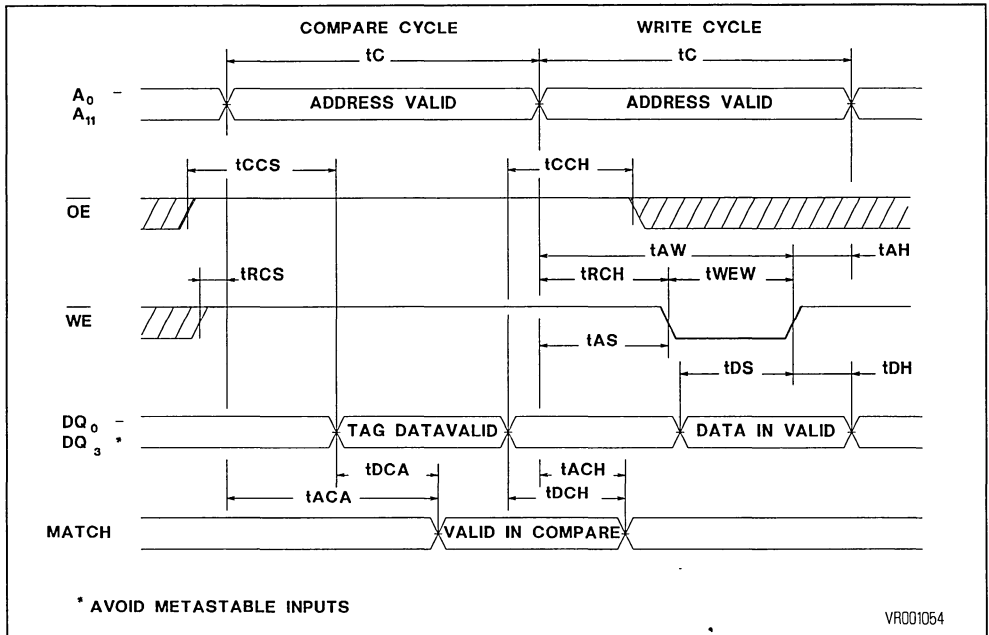 COMPARE CYCLE WRITE CYCLE
tC tC
A0 –
A11
ADDRESS VALID ADDRESS VALID
tCCS tCCH
OE
tAW tAH
tRCS tRCH tWEW
WE
tAS
tDS tDH
DQ0 –
DQ3 *
TAG DATAVALID DATA IN VALID
tDCA tACH
tACA tDCH
MATCH VALID IN COMPARE
* AVOID METASTABLE INPUTS
VR001054